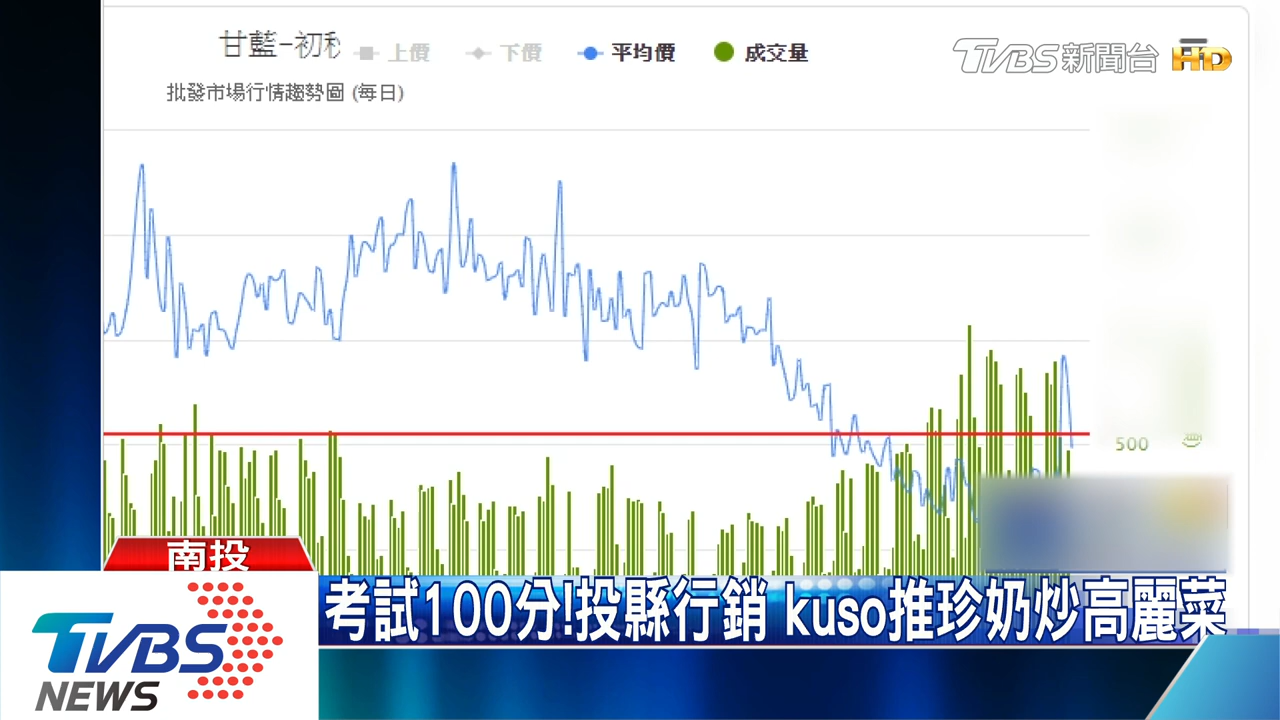 甘藍-初秋
上價
下價
平均價
成交量
TVBS新聞台 HD
批發市場行情趨勢圖 (每日)
500
南投
考試100分!投縣行銷 kuso推珍奶炒高麗菜
TVBS
NEWS